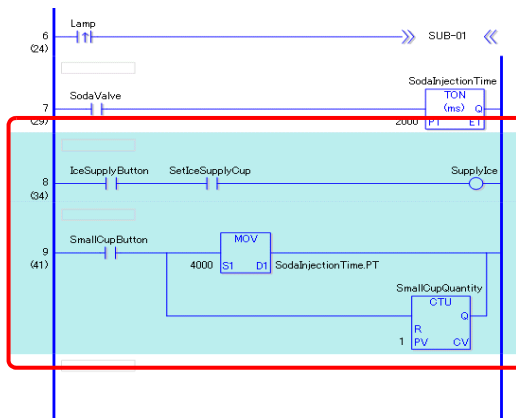 Lamp
6
(24)
SUB-01
SodaInjectionTime
7
(29)
SodaValve
TON
(ms) Q
2000 PT ET
8
(34)
IceSupplyButton SetIceSupplyCup SupplyIce
9
(41)
SmallCupButton
MOV
4000 S1 D1 SodaInjectionTime.PT
SmallCupQuantity
CTU
Q
R
1 PV CV